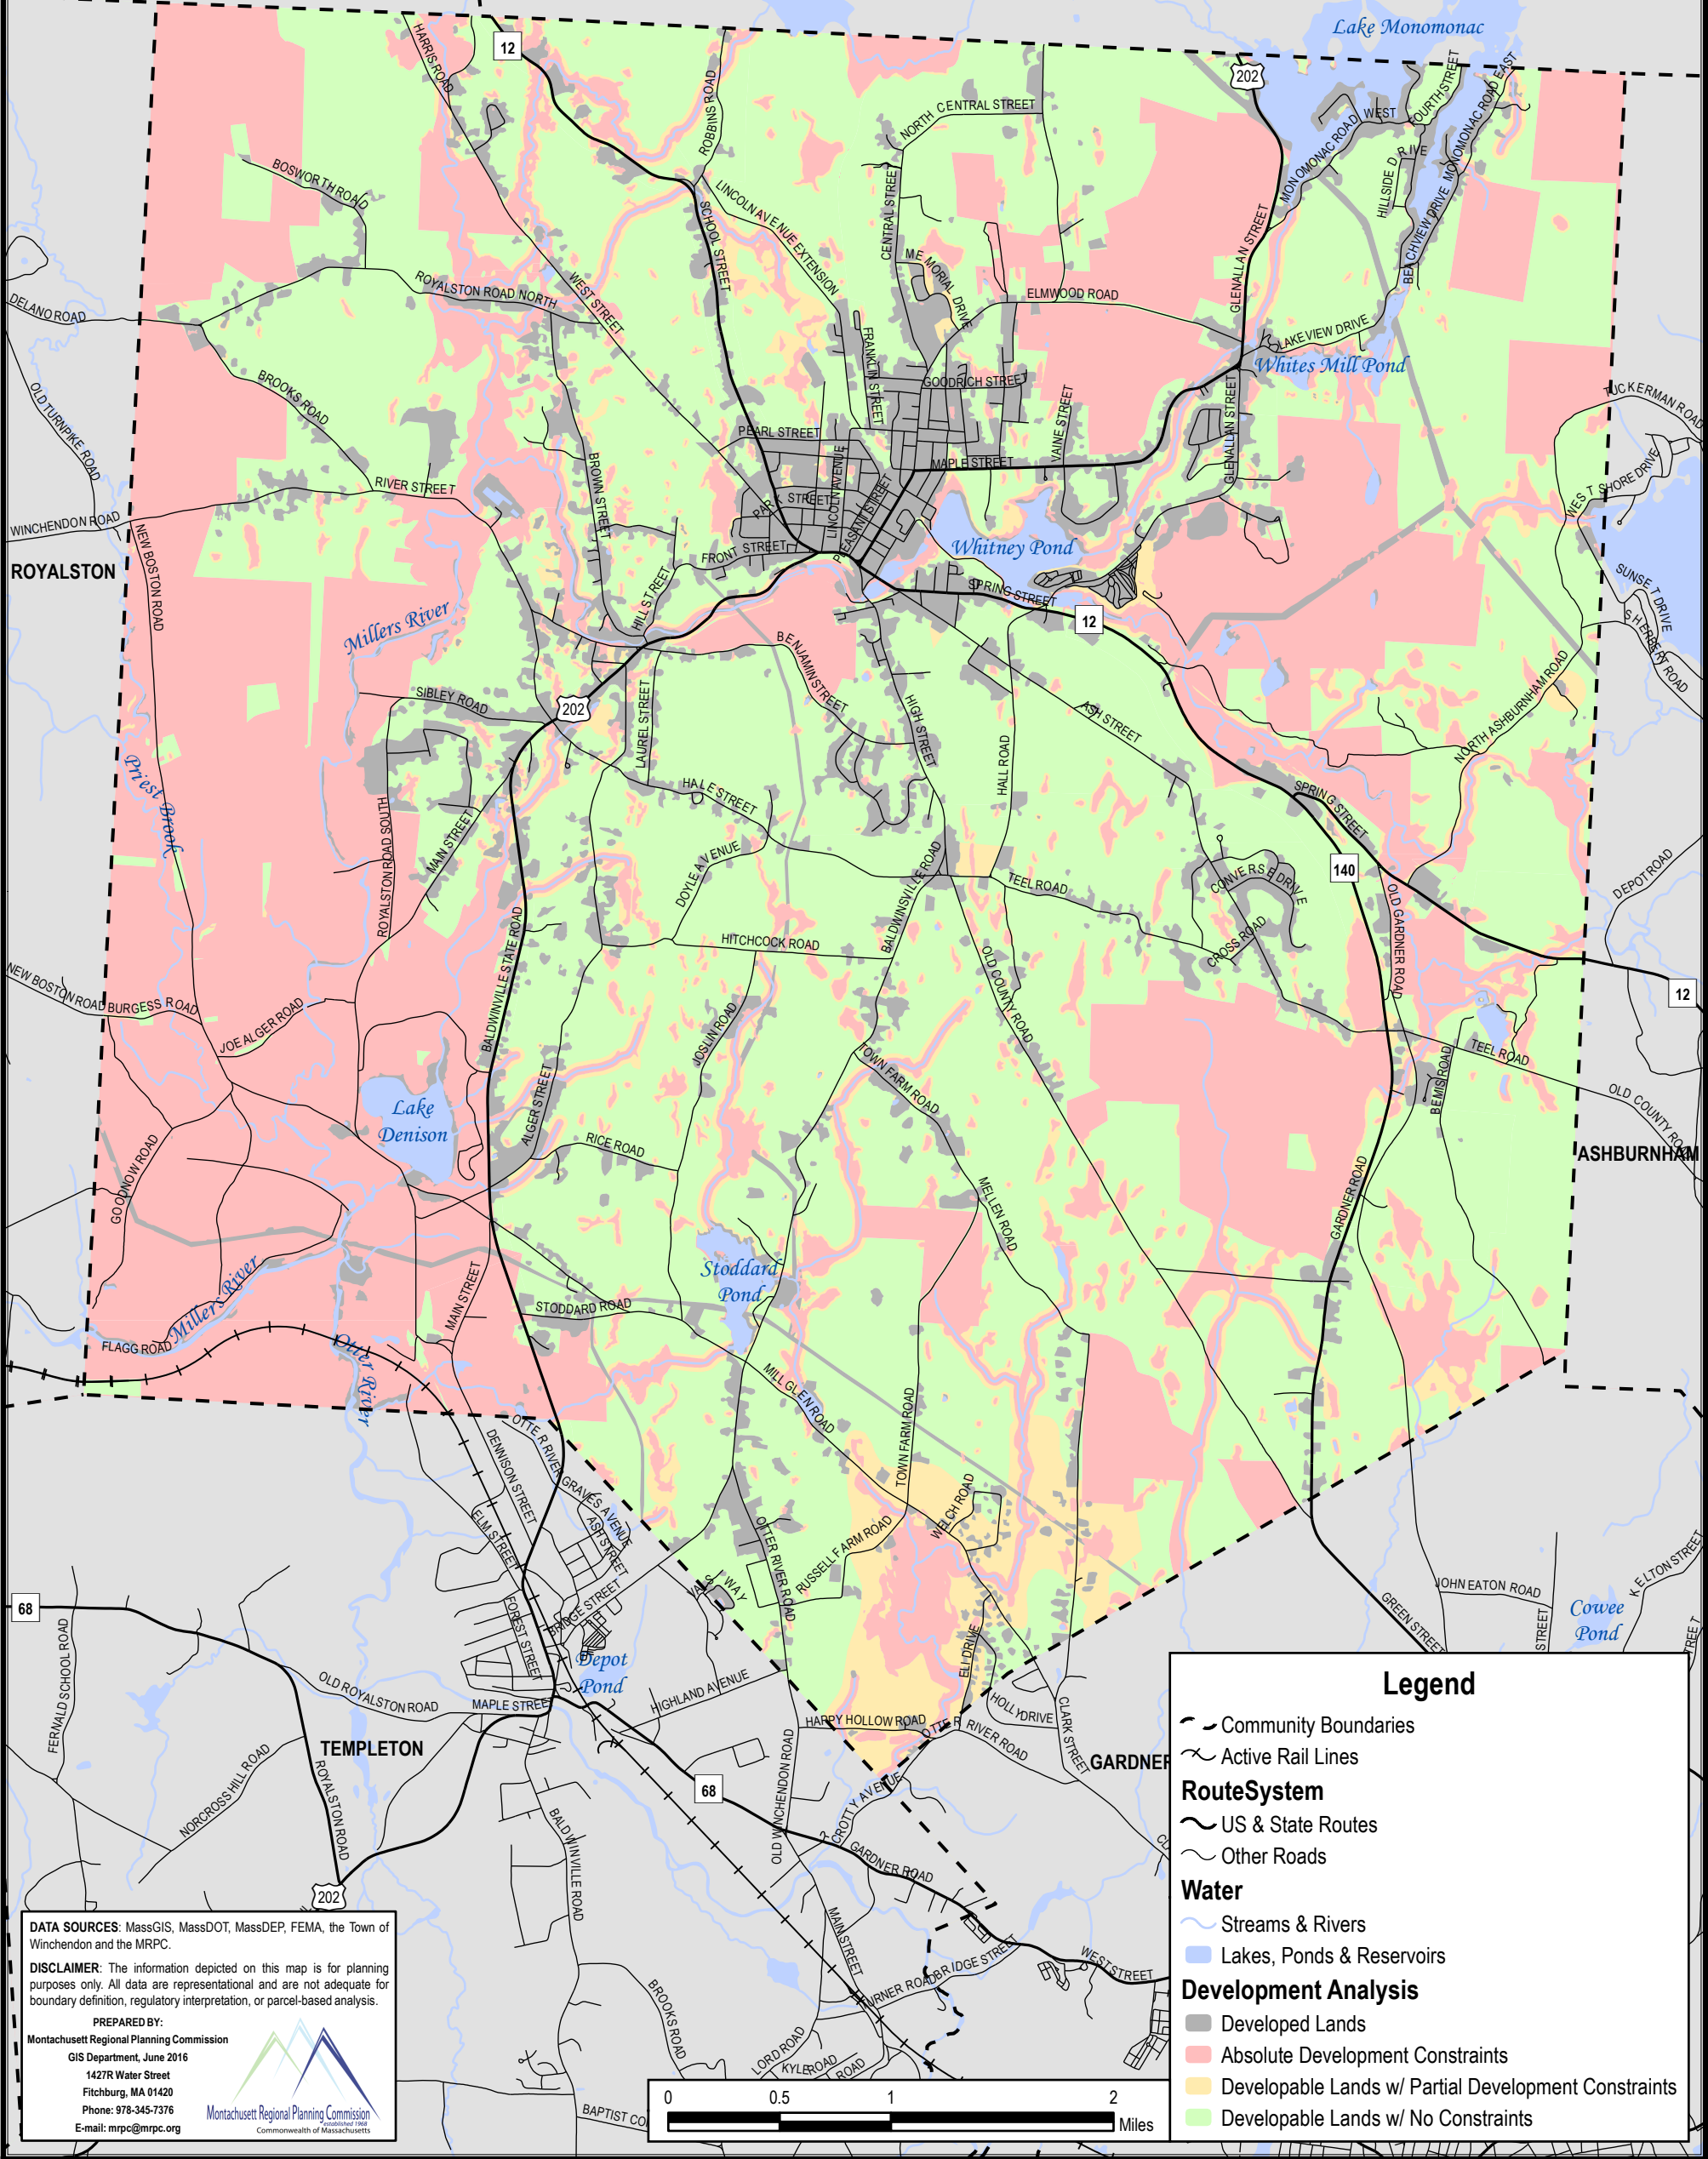 Lake Monomonac
12
202
HARRIS ROAD
ROBBINS ROAD
NORTH CENTRAL STREET
MONOMONAC ROAD WEST
FOURTH STREET
MONOMONAC ROAD EAST
HILLSIDE DRIVE
BEACHVIEW DRIVE
BOSWORTH ROAD
LINCOLN AVENUE EXTENSION
SCHOOL STREET
CENTRAL STREET
MEMORIAL DRIVE
GLENALLAN STREET
ROYALSTON ROAD NORTH
WEST STREET
ELMWOOD ROAD
LAKEVIEW DRIVE
Whites Mill Pond
DELANO ROAD
OLD TURNPIKE ROAD
BROOKS ROAD
FRANKLIN STREET
GOODRICH STREET
VAINE STREET
GLENALLAN STREET
TUCKERMAN ROAD
PEARL STREET
MAPLE STREET
LINCOLN AVENUE
PARK STREET
PLEASANT STREET
FRONT STREET
BROWN STREET
RIVER STREET
WINCHENDON ROAD
WEST SHORE DRIVE
ROYALSTON
NEW BOSTON ROAD
Whitney Pond
SPRING STREET
12
HILL STREET
Millers River
SUNSET DRIVE
SHERBERT ROAD
BENJAMIN STREET
SIBLEY ROAD
202
LAUREL STREET
HIGH STREET
HALL ROAD
ASH STREET
NORTH ASHBURNHAM ROAD
Priest Brook
HALE STREET
SPRING STREET
ROYALSTON ROAD SOUTH
MAIN STREET
DOYLE AVENUE
BALDWINSVILLE ROAD
TEEL ROAD
CONVERSE DRIVE
140
DEPOT ROAD
OLD GARDNER ROAD
CROSS ROAD
HITCHCOCK ROAD
OLD COUNTY ROAD
BALDWINVILLE STATE ROAD
NEW BOSTON ROAD
BURGESS ROAD
JOE ALGER ROAD
JOSLIN ROAD
TOWN FARM ROAD
12
TEEL ROAD
BEMIS ROAD
OLD COUNTY ROAD
Lake
Denison
ALGER STREET
RICE ROAD
ASHBURNHAM
GOODNOW ROAD
MELLEN ROAD
GARDNER ROAD
Stoddard
Pond
Millers River
MAIN STREET
STODDARD ROAD
FLAGG ROAD
Otter River
MILL GLEN ROAD
TOWN FARM ROAD
OTTER RIVER
DENNISON STREET
GRAVES AVENUE
ASH STREET
ELM STREET
WELCH ROAD
OTTER RIVER ROAD
RUSSELL FARM ROAD
68
VAL'S WAY
BRIDGE STREET
FOREST STREET
FERNALD SCHOOL ROAD
ELI DRIVE
JOHN EATON ROAD
KELTON STREET
GREEN STREET
STREET
Cowee
Pond
Depot
Pond
OLD ROYALSTON ROAD
MAPLE STREET
HIGHLAND AVENUE
HAPPY HOLLOW ROAD
OTTER RIVER ROAD
HOLLY DRIVE
CLARK STREET
TEMPLETON
GARDNER
NORCROSS HILL ROAD
ROYALSTON ROAD
68
OLD WINCHENDON ROAD
CROTTY AVENUE
BALDWINVILLE ROAD
GARDNER ROAD
202
MAIN STREET
BRIDGE STREET
WEST STREET
TURNER ROAD
BROOKS ROAD
LORD ROAD
KYLE ROAD
ROAD
Legend
Community Boundaries
Active Rail Lines
RouteSystem
US & State Routes
Other Roads
Water
Streams & Rivers
Lakes, Ponds & Reservoirs
Development Analysis
Developed Lands
Absolute Development Constraints
Developable Lands w/ Partial Development Constraints
Developable Lands w/ No Constraints
DATA SOURCES: MassGIS, MassDOT, MassDEP, FEMA, the Town of
Winchendon and the MRPC.
DISCLAIMER: The information depicted on this map is for planning
purposes only. All data are representational and are not adequate for
boundary definition, regulatory interpretation, or parcel-based analysis.
PREPARED BY:
Montachusett Regional Planning Commission
GIS Department, June 2016
1427R Water Street
Fitchburg, MA 01420
Phone: 978-345-7376
E-mail: mrpc@mrpc.org
Montachusett Regional Planning Commission
established 1968
Commonwealth of Massachusetts
0 0.5 1 2
Miles